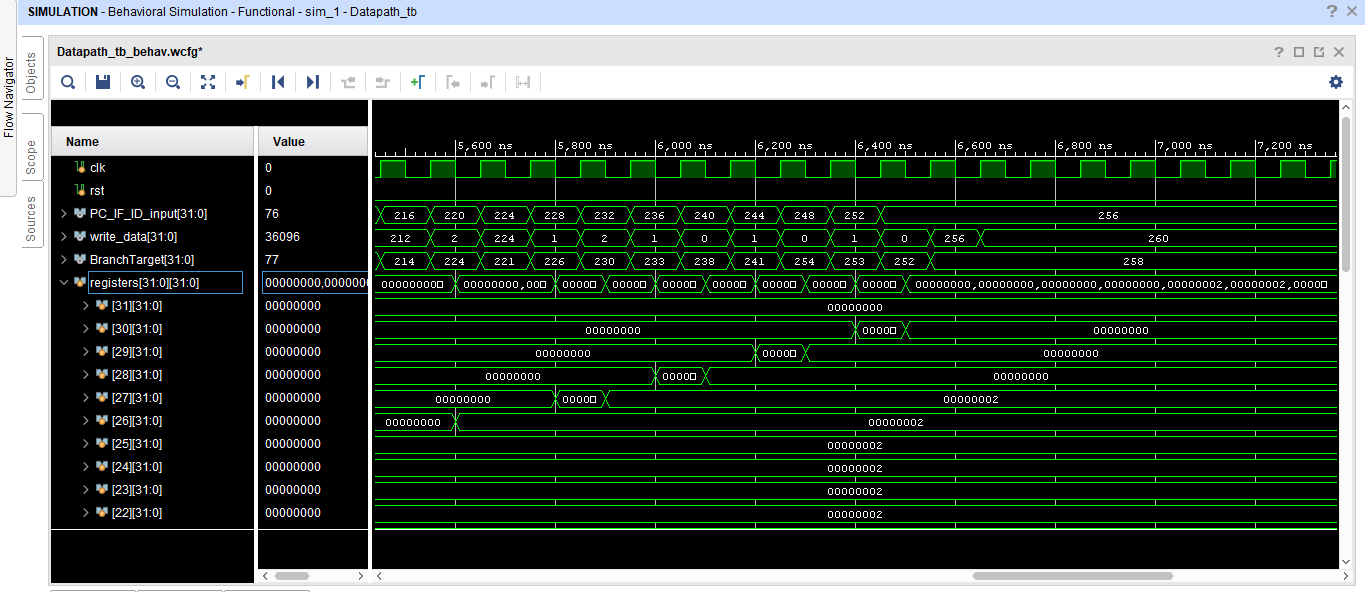 SIMULATION - Behavioral Simulation - Functional - sim_1 - Datapath_tb
Flow Navigator
Objects
Scope
Sources
Datapath_tb_behav.wcfg*
Name Value
5,600 ns 5,800 ns 6,000 ns 6,200 ns 6,400 ns 6,600 ns 6,800 ns 7,000 ns 7,200 ns
clk 0
rst 0
PC_IF_ID_input[31:0] 76 216 220 224 228 232 236 240 244 248 252 256
write_data[31:0] 36096 212 2 224 1 2 1 0 1 0 1 0 256 260
BranchTarget[31:0] 77 214 224 221 226 230 233 238 241 254 253 252 258
registers[31:0][31:0] 00000000,0000000 00000000□ 00000000,00□ 0000□ 0000□ 0000□ 0000□ 0000□ 0000□ 0000□ 00000000,00000000,00000000,00000000,00000002,00000002,0000□
[31][31:0] 00000000 00000000
[30][31:0] 00000000 00000000 0000□ 00000000
[29][31:0] 00000000 00000000 0000□ 00000000
[28][31:0] 00000000 00000000 0000□ 00000000
[27][31:0] 00000000 00000000 0000□ 00000002
[26][31:0] 00000000 00000000 00000002
[25][31:0] 00000000 00000002
[24][31:0] 00000000 00000002
[23][31:0] 00000000 00000002
[22][31:0] 00000000 00000002